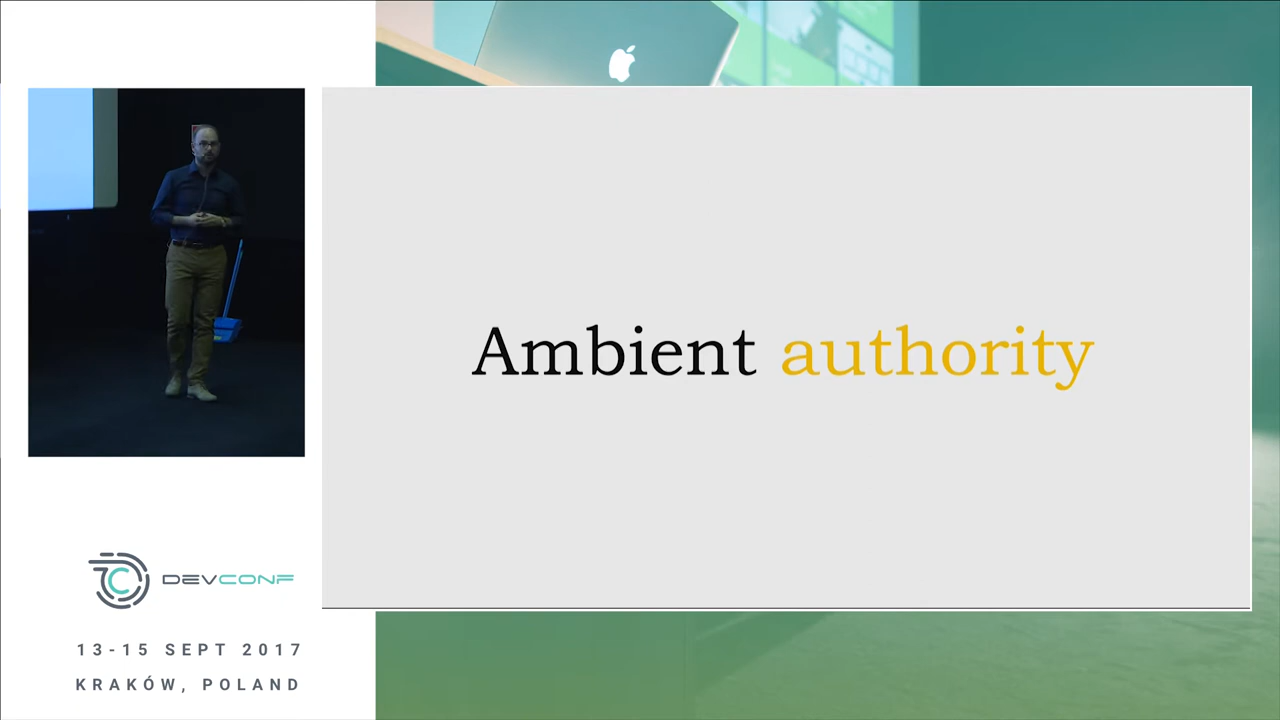 Ambient authority
DEVCONF
13-15 SEPT 2017
KRAKÓW, POLAND